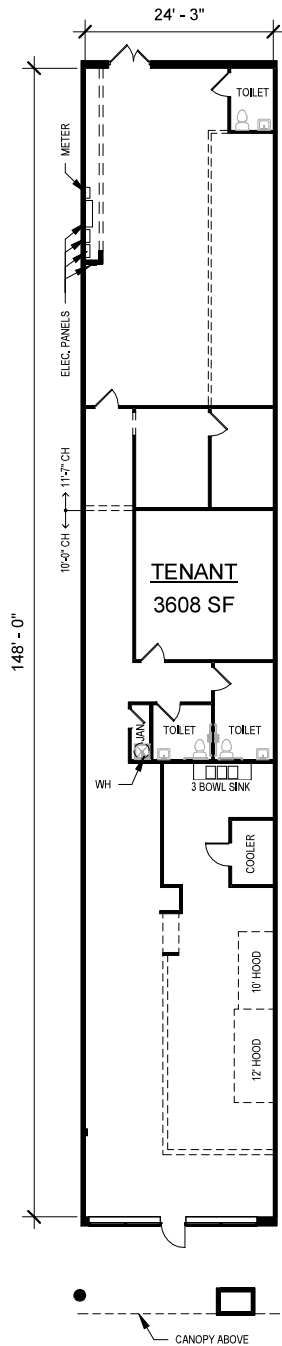 24' - 3"
TOILET
METER
ELEC. PANELS
11'-7" CH
10'-0" CH
148' - 0"
TENANT
3608 SF
JAN
TOILET
TOILET
WH
3 BOWL SINK
COOLER
10' HOOD
12' HOOD
CANOPY ABOVE